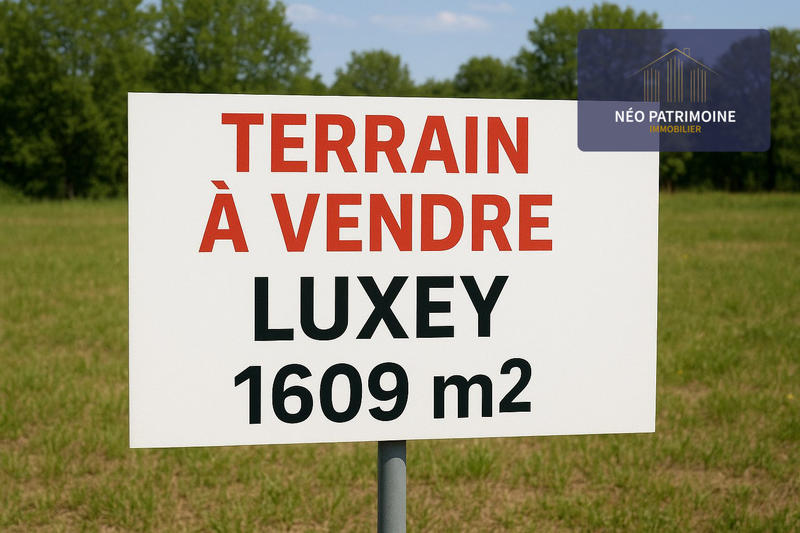 TERRAIN
À VENDRE
LUXEY
1609 m2
NÉO PATRIMOINE
IMMOBILIER